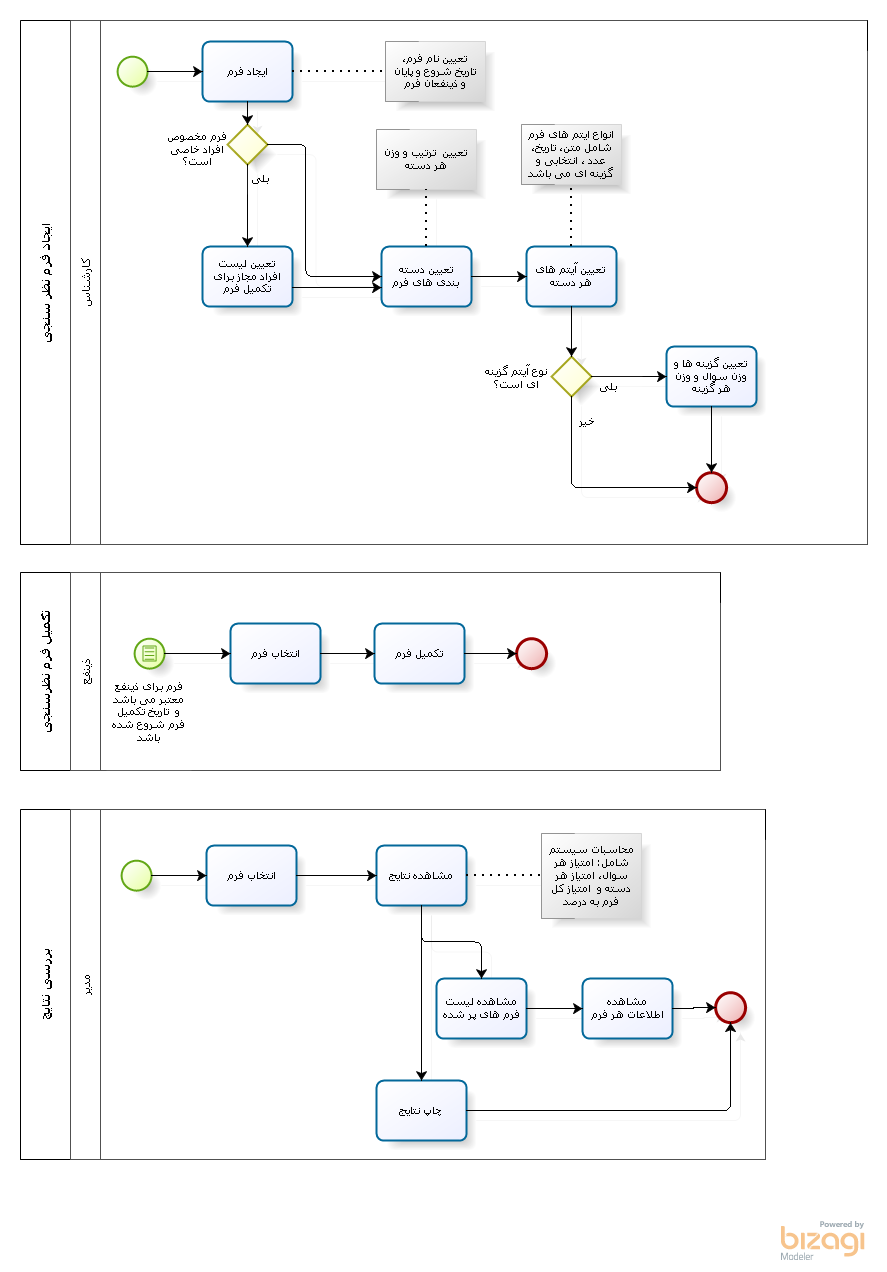 ایجاد فرم نظر سنجی
کارشناس
ایجاد فرم
تعیین نام فرم،
تاریخ شروع و پایان
و ذینفعان فرم
فرم مخصوص
افراد خاصی
است؟
بلی
تعیین ترتیب و وزن
هر دسته
انواع ایتم های فرم
شامل متن، تاریخ،
عدد ، انتخابی و
گزینه ای می باشد
تعیین لیست
افراد مجاز برای
تکمیل فرم
تعیین دسته
بندی های فرم
تعیین آیتم های
هر دسته
نوع آیتم گزینه
ای است؟
بلی
خیر
تعیین گزینه ها و
وزن سوال و وزن
هر گزینه
تکمیل فرم نظرسنجی
ذینفع
فرم برای ذینفع
معتبر می باشد
و تاریخ تکمیل
فرم شروع شده
باشد
انتخاب فرم
تکمیل فرم
بررسی نتایج
مدیر
انتخاب فرم
مشاهده نتایج
محاسبات سیستم
شامل: امتیاز هر
سوال، امتیاز هر
دسته و امتیاز کل
فرم به درصد
مشاهده لیست
فرم های پر شده
مشاهده
اطلاعات هر فرم
چاپ نتایج
Powered by
bizagi
Modeler